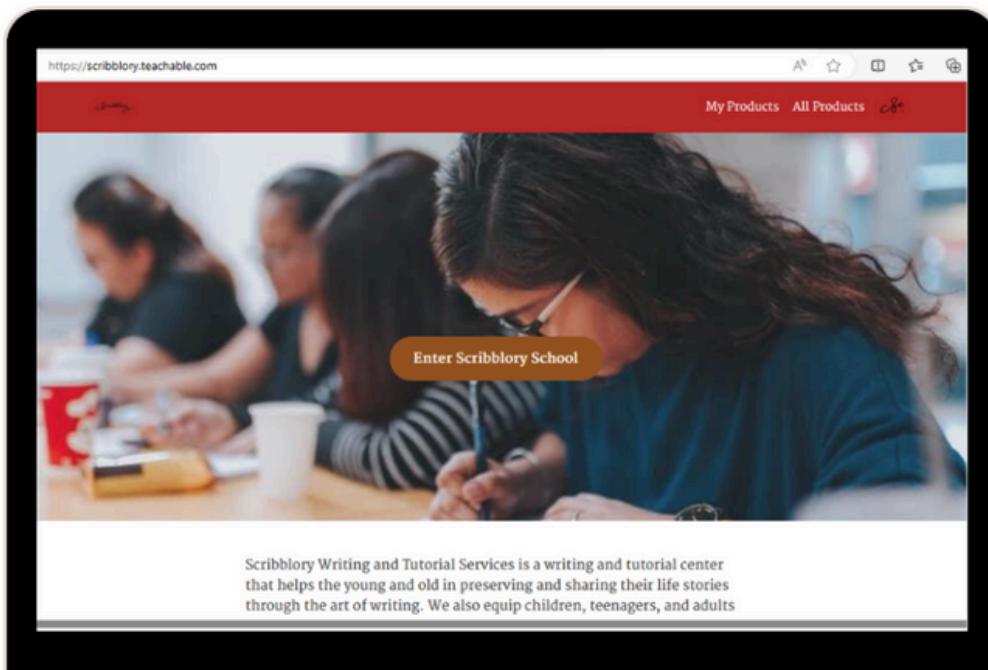 https://scribblory.teachable.com
My Products All Products
Enter Scribblory School
Scribblory Writing and Tutorial Services is a writing and tutorial center
that helps the young and old in preserving and sharing their life stories
through the art of writing. We also equip children, teenagers, and adults